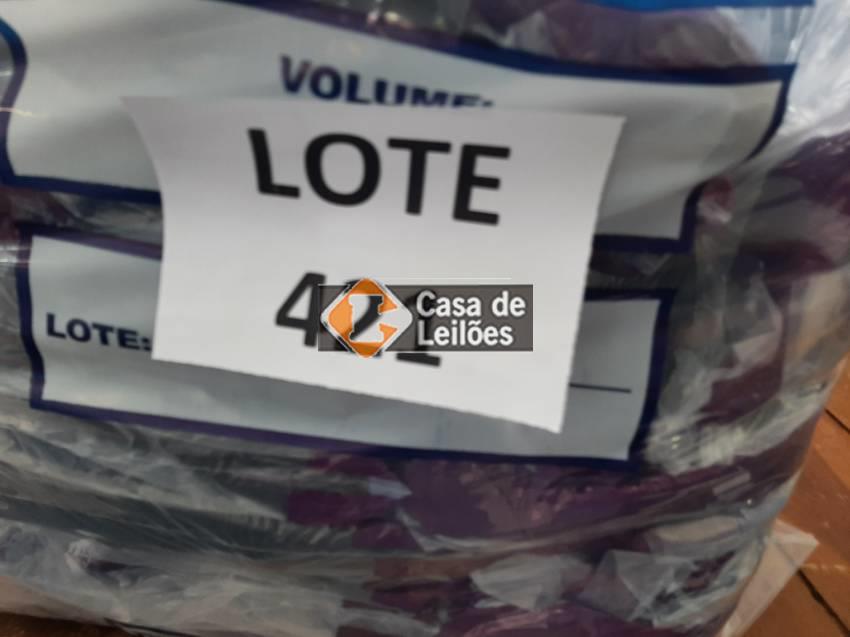 VOLUME:
LOTE
Casa de
Leilões
LOTE: